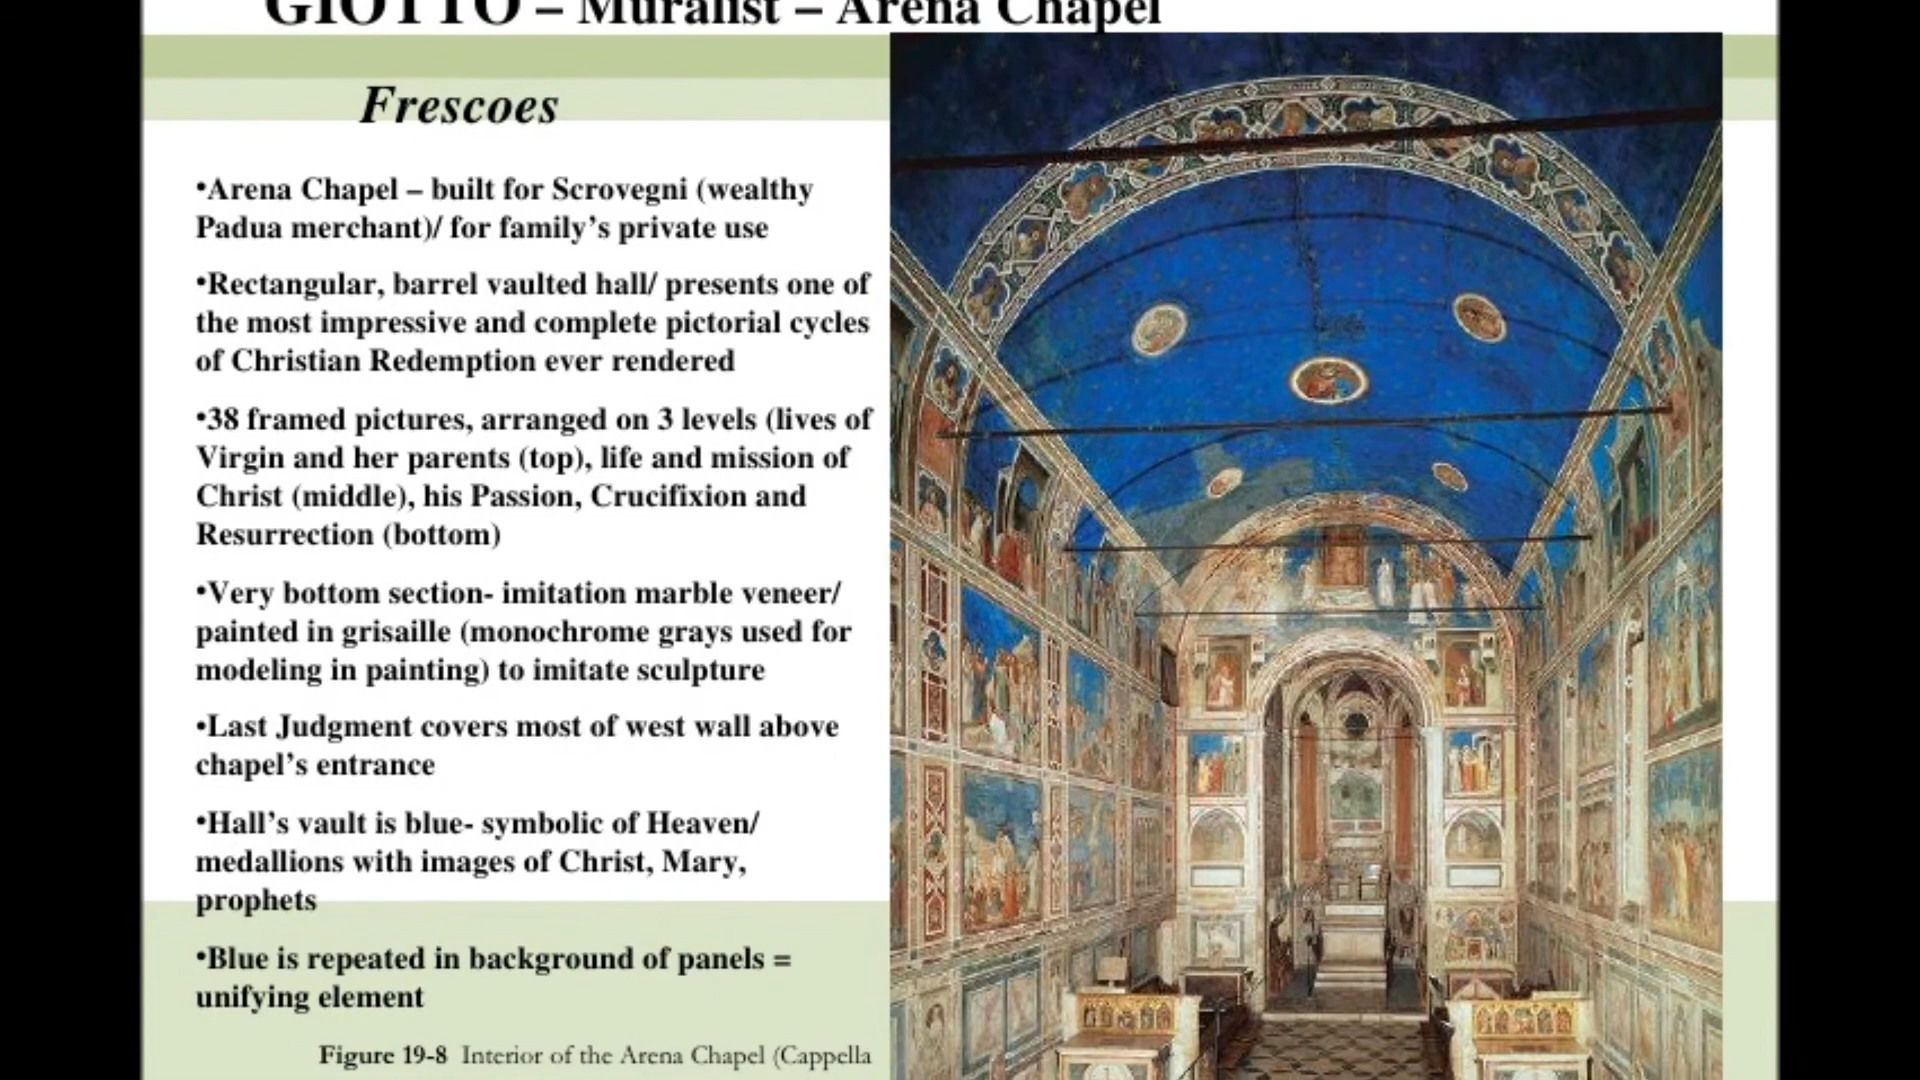 GIOTTO – Muralist – Arena Chapel
Frescoes
•Arena Chapel – built for Scrovegni (wealthy
Padua merchant)/ for family’s private use
•Rectangular, barrel vaulted hall/ presents one of
the most impressive and complete pictorial cycles
of Christian Redemption ever rendered
•38 framed pictures, arranged on 3 levels (lives of
Virgin and her parents (top), life and mission of
Christ (middle), his Passion, Crucifixion and
Resurrection (bottom)
•Very bottom section- imitation marble veneer/
painted in grisaille (monochrome grays used for
modeling in painting) to imitate sculpture
•Last Judgment covers most of west wall above
chapel’s entrance
•Hall’s vault is blue- symbolic of Heaven/
medallions with images of Christ, Mary,
prophets
•Blue is repeated in background of panels =
unifying element
Figure 19-8 Interior of the Arena Chapel (Cappella